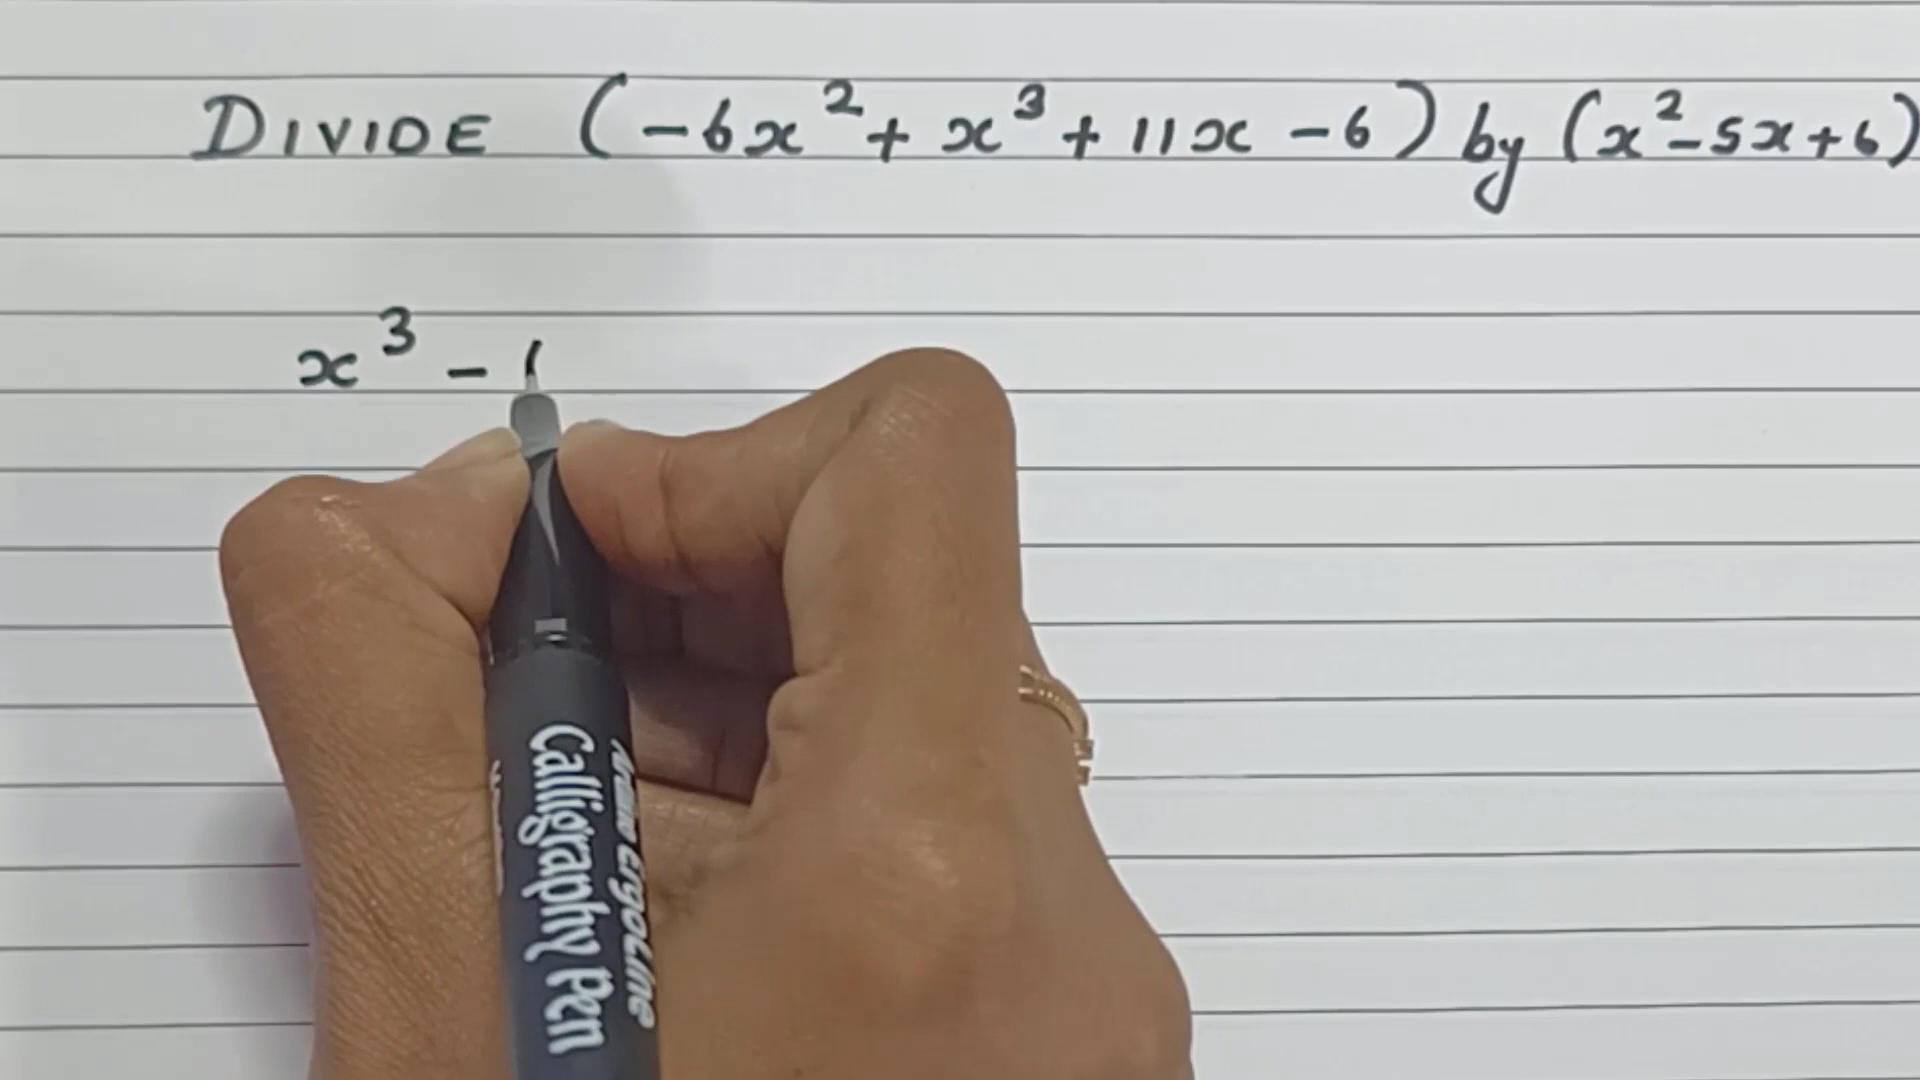 DIVIDE (-6x²+ x³+ 11x -6) by (x²-5x+6)
x³ -
Calligraphy Pen